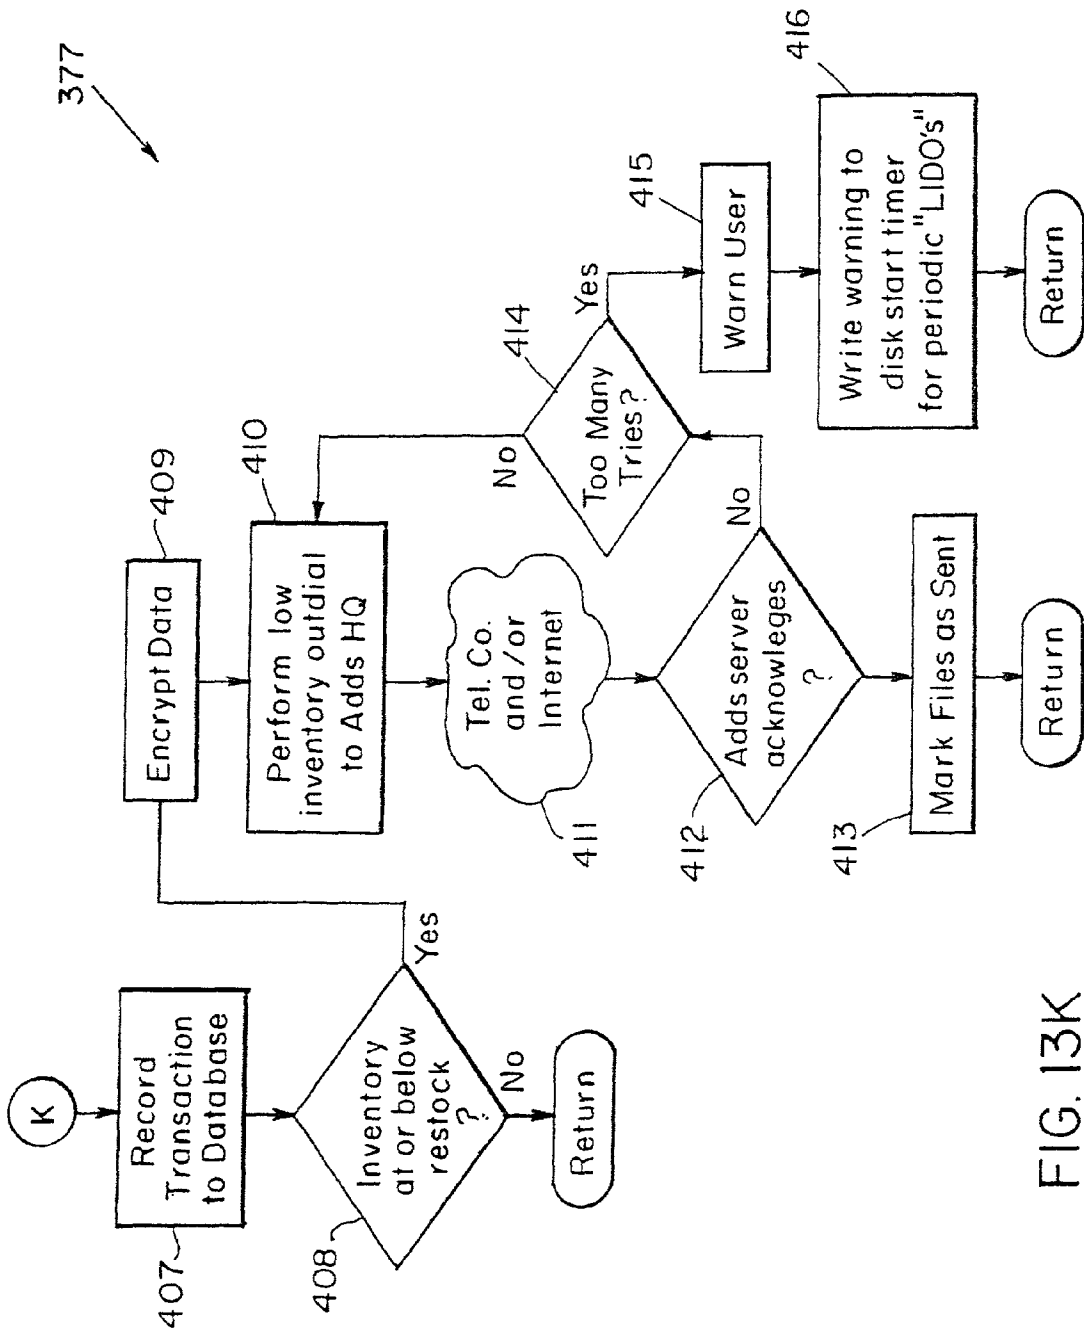 377
K
Record
Transaction
to Database
407
Inventory
at or below
restock
?
408
Yes
No
Return
Encrypt Data
409
Perform low
inventory outdial
to Adds HQ
410
Tel. Co.
and/or
Internet
411
Adds server
acknowleges
?
412
No
Mark Files as Sent
413
Return
Too Many
Tries?
414
No
Yes
Warn User
415
Write warning to
disk start timer
for periodic "LIDO's"
416
Return
FIG. 13K